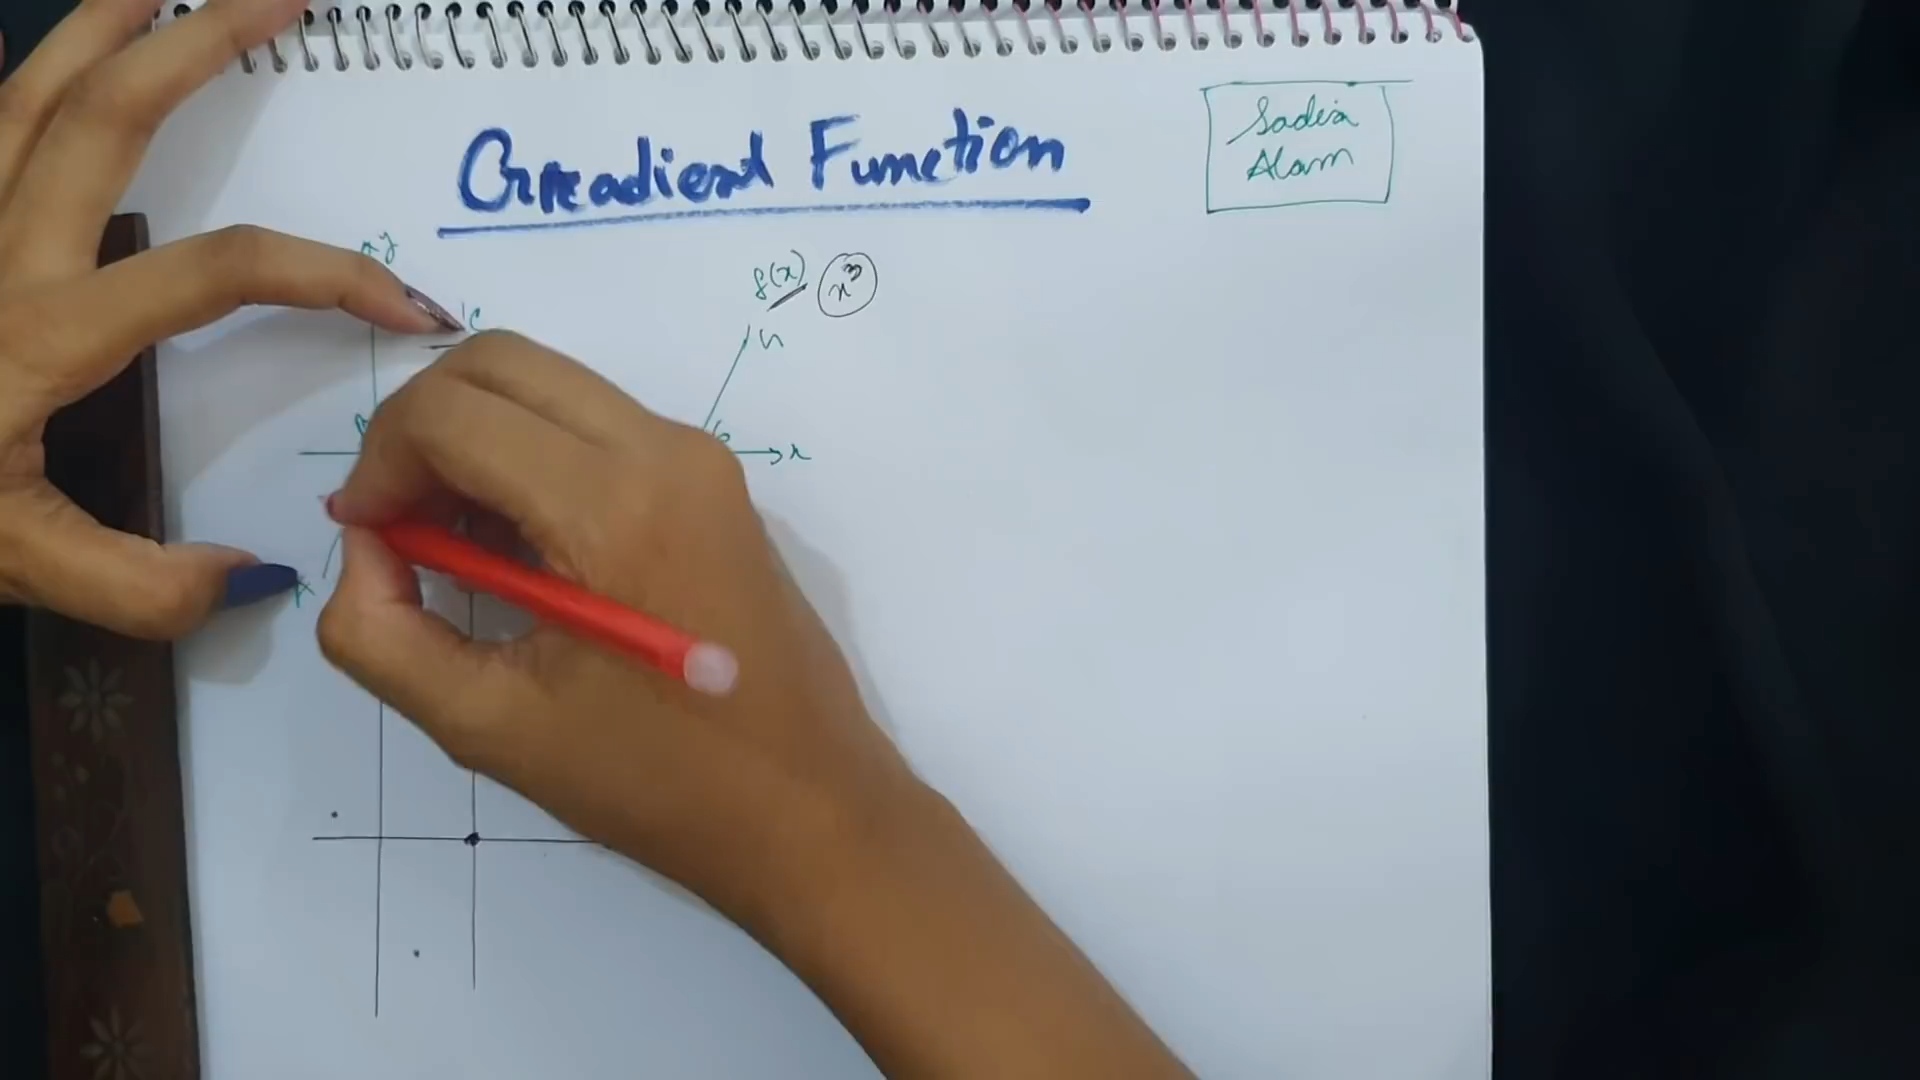 Gradient Function
Sadia
Alam
y
f(x) x³
C
G
x
A